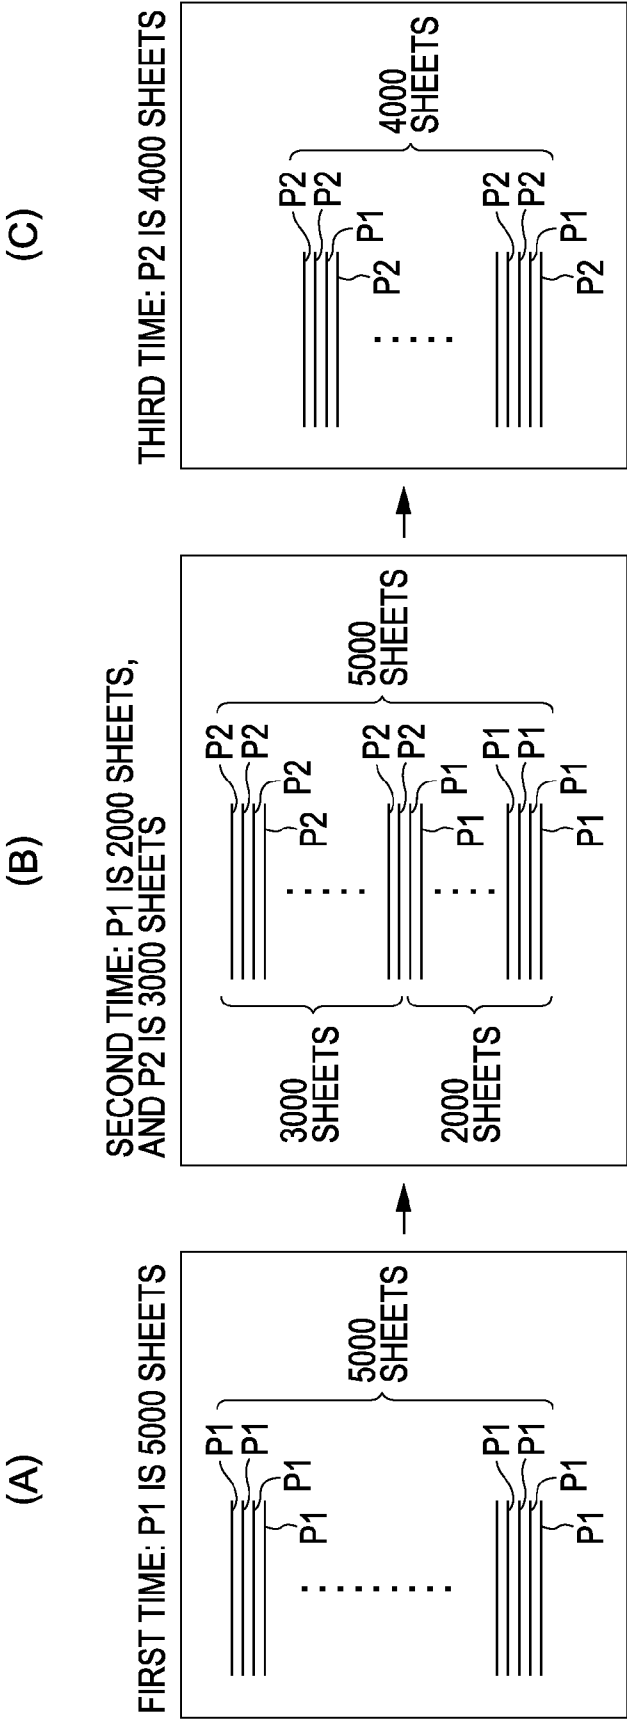 (A)
FIRST TIME: P1 IS 5000 SHEETS
P1
P1
P1
P1
5000
SHEETS
P1
P1
P1
P1
(B)
SECOND TIME: P1 IS 2000 SHEETS,
AND P2 IS 3000 SHEETS
3000
SHEETS
2000
SHEETS
P2
P2
P2
P2
P2
P2
P1
P1
P1
P1
P1
P1
5000
SHEETS
(C)
THIRD TIME: P2 IS 4000 SHEETS
P2
P2
P1
P2
4000
SHEETS
P2
P2
P1
P2